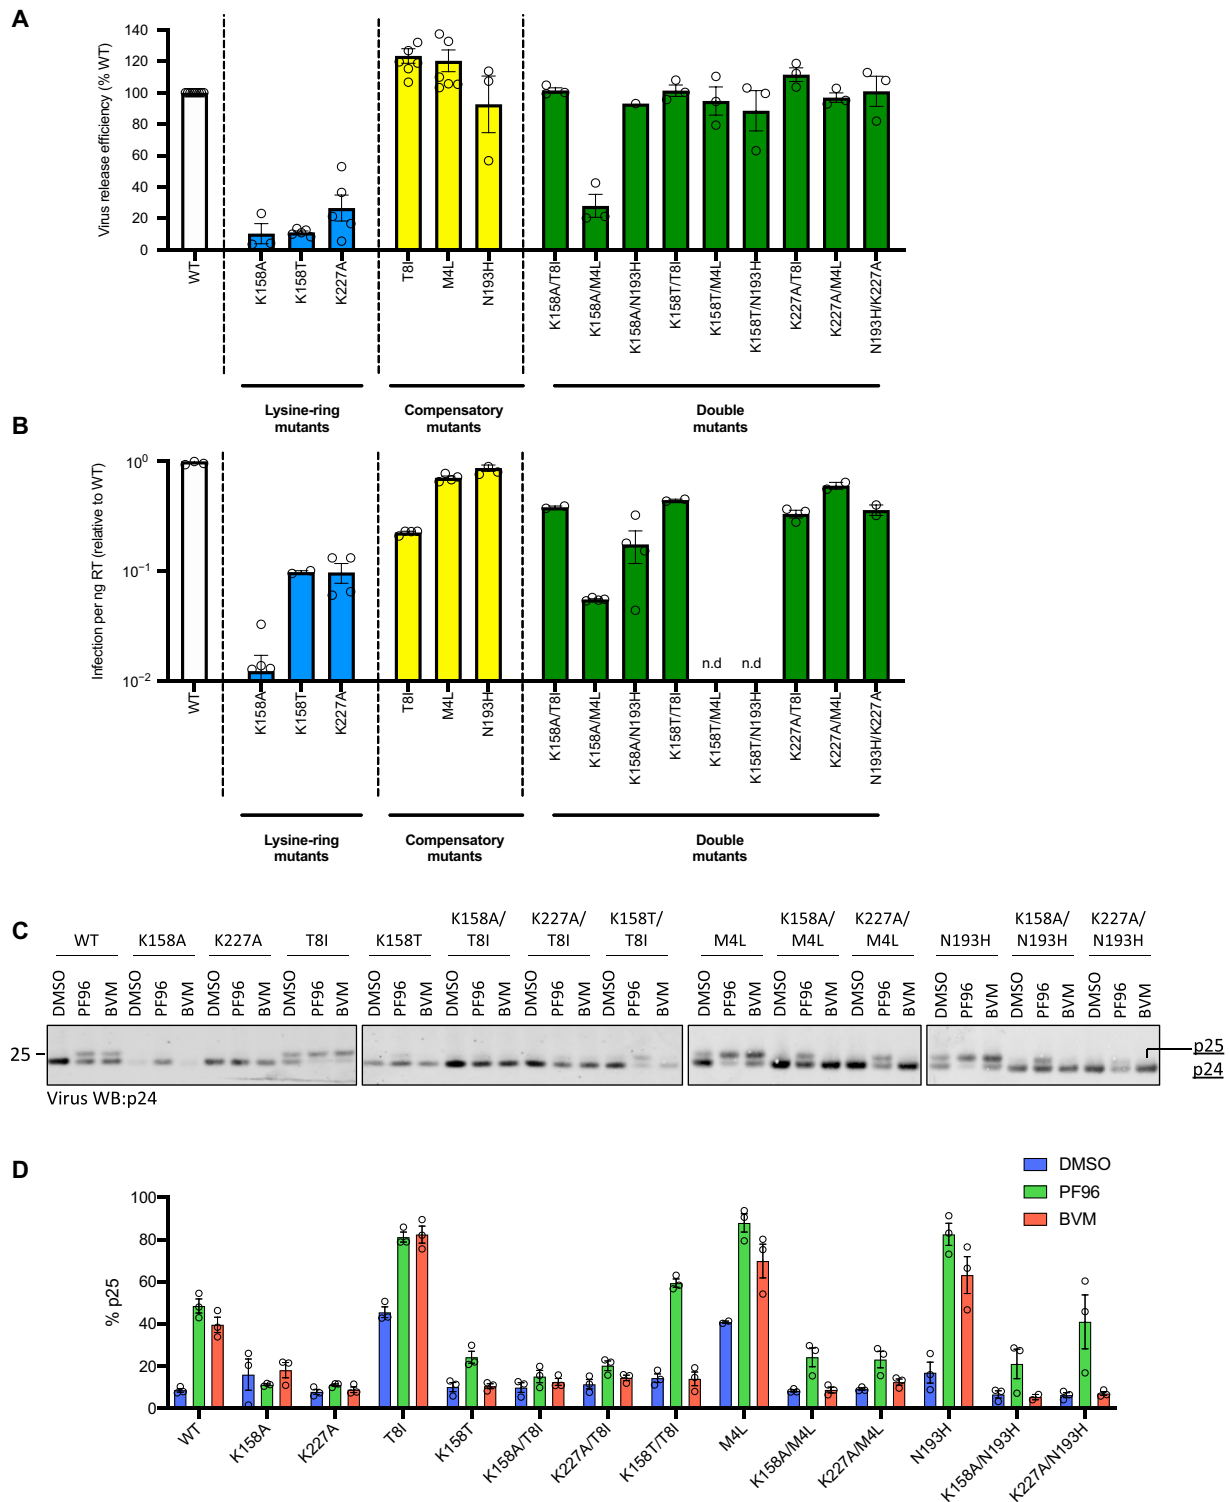 A
Virus release efficiency (% WT)
140
120
100
80
60
40
20
0
WT
K158A
K158T
K227A
T8I
M4L
N193H
K158A/T8I
K158A/M4L
K158A/N193H
K158T/T8I
K158T/M4L
K158T/N193H
K227A/T8I
K227A/M4L
N193H/K227A
Lysine-ring
mutants
Compensatory
mutants
Double
mutants
B
Infection per ng RT (relative to WT)
10⁰
10⁻¹
10⁻²
n.d
n.d
WT
K158A
K158T
K227A
T8I
M4L
N193H
K158A/T8I
K158A/M4L
K158A/N193H
K158T/T8I
K158T/M4L
K158T/N193H
K227A/T8I
K227A/M4L
N193H/K227A
Lysine-ring
mutants
Compensatory
mutants
Double
mutants
C
WT
K158A
K227A
T8I
K158T
K158A/
T8I
K227A/
T8I
K158T/
T8I
M4L
K158A/
M4L
K227A/
M4L
N193H
K158A/
N193H
K227A/
N193H
DMSO PF96 BVM DMSO PF96 BVM DMSO PF96 BVM DMSO PF96 BVM
DMSO PF96 BVM DMSO PF96 BVM DMSO PF96 BVM DMSO PF96 BVM
DMSO PF96 BVM DMSO PF96 BVM DMSO PF96 BVM
DMSO PF96 BVM DMSO PF96 BVM DMSO PF96 BVM
25
p25
p24
Virus WB:p24
D
DMSO
PF96
BVM
% p25
100
80
60
40
20
0
WT
K158A
K227A
T8I
K158T
K158A/T8I
K227A/T8I
K158T/T8I
M4L
K158A/M4L
K227A/M4L
N193H
K158A/N193H
K227A/N193H